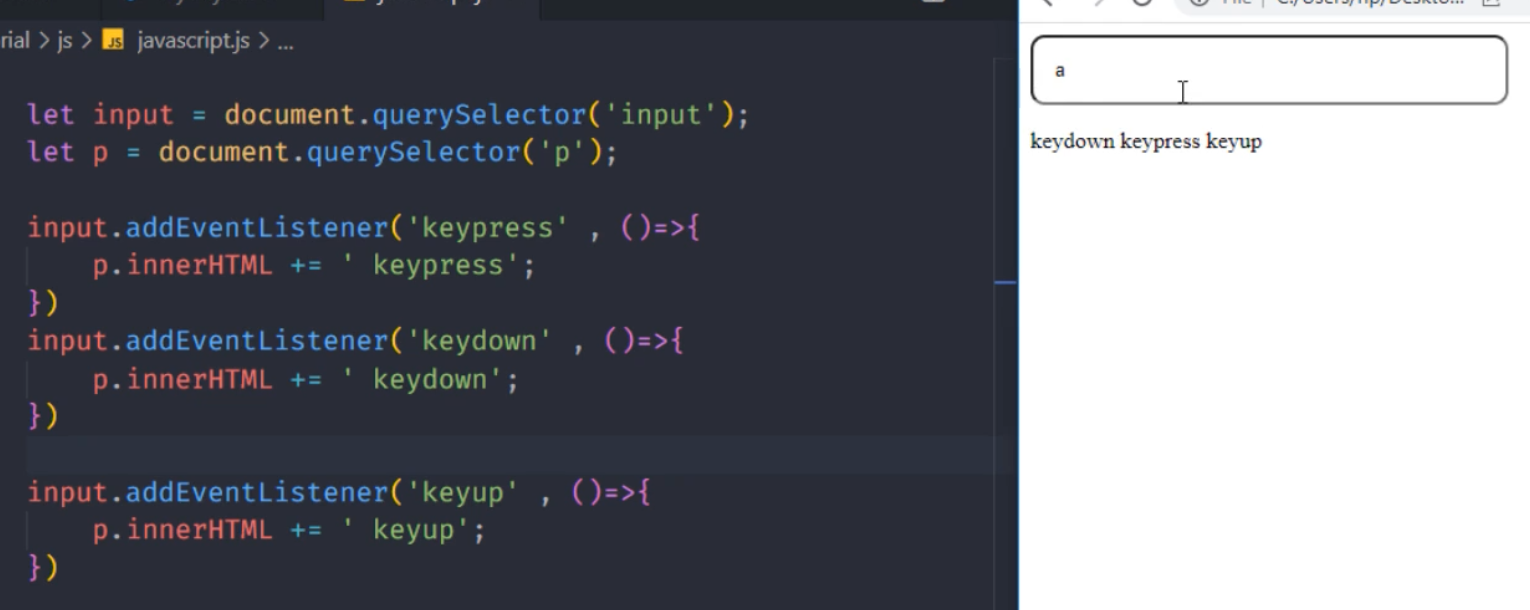 rial > js > JS javascript.js > ...
let input = document.querySelector('input');
let p = document.querySelector('p');
input.addEventListener('keypress' , ()=>{
p.innerHTML += ' keypress';
})
input.addEventListener('keydown' , ()=>{
p.innerHTML += ' keydown';
})
input.addEventListener('keyup' , ()=>{
p.innerHTML += ' keyup';
})
a
keydown keypress keyup